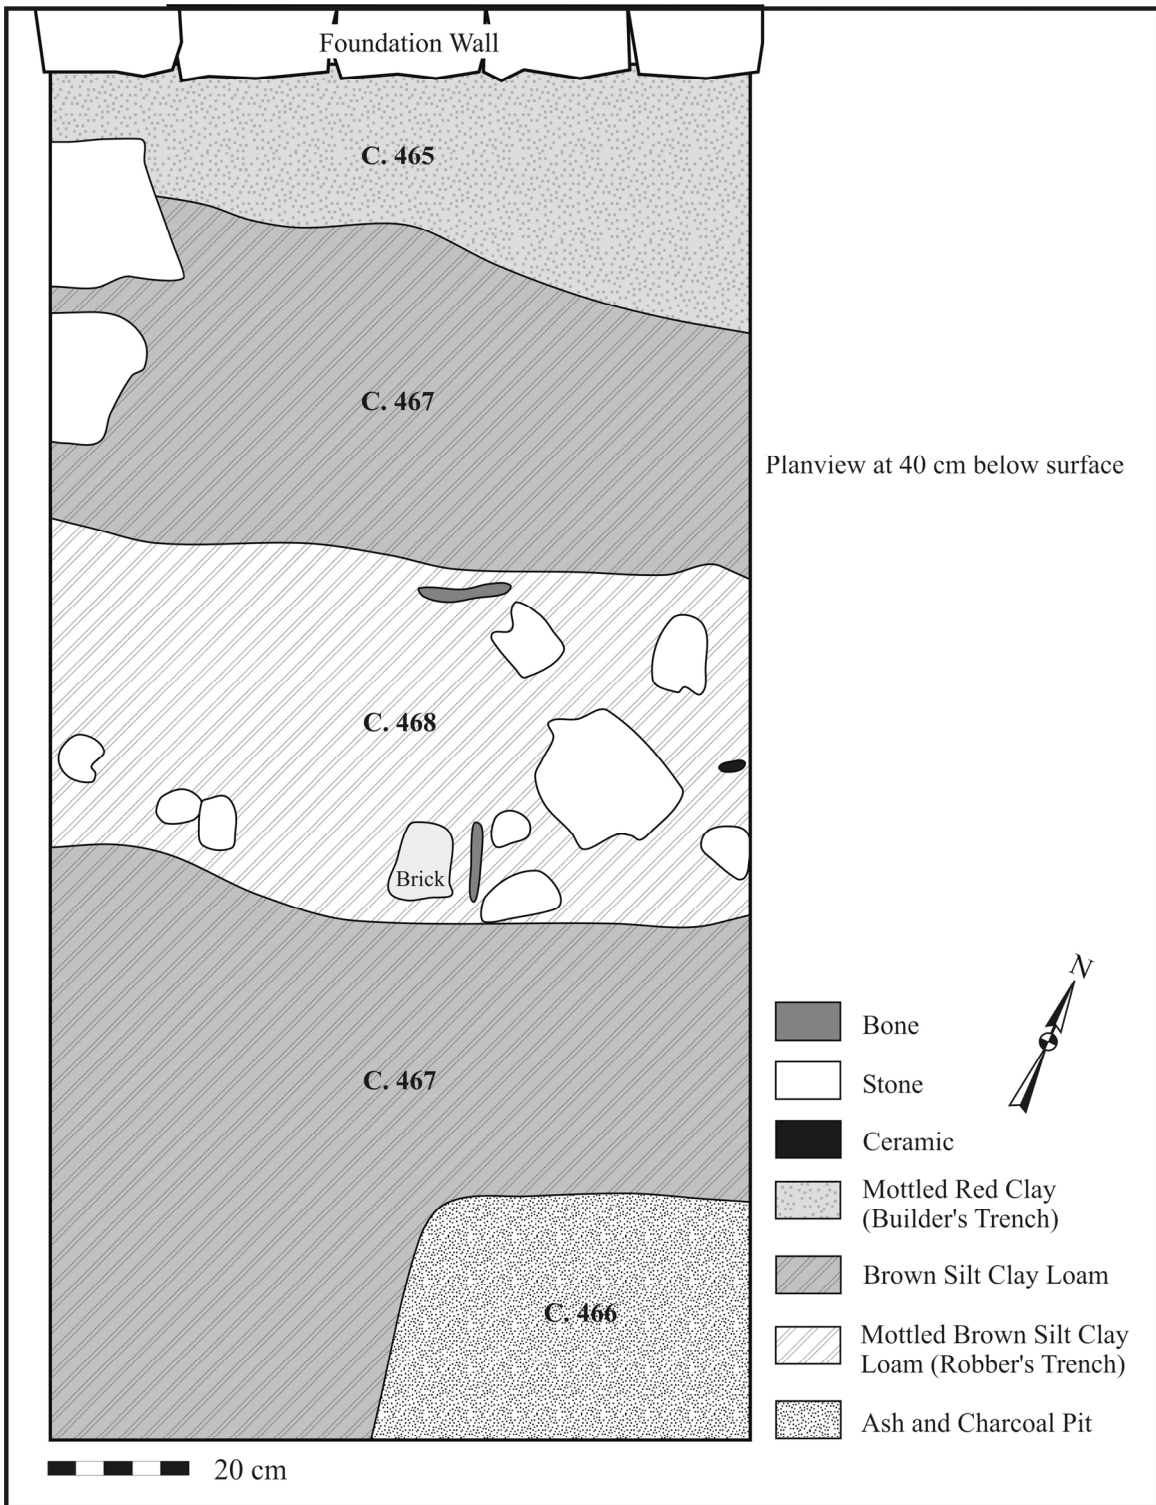 Foundation Wall
C. 465
C. 467
Planview at 40 cm below surface
C. 468
Brick
C. 467
C. 466
N
Bone
Stone
Ceramic
Mottled Red Clay
(Builder's Trench)
Brown Silt Clay Loam
Mottled Brown Silt Clay
Loam (Robber's Trench)
Ash and Charcoal Pit
20 cm